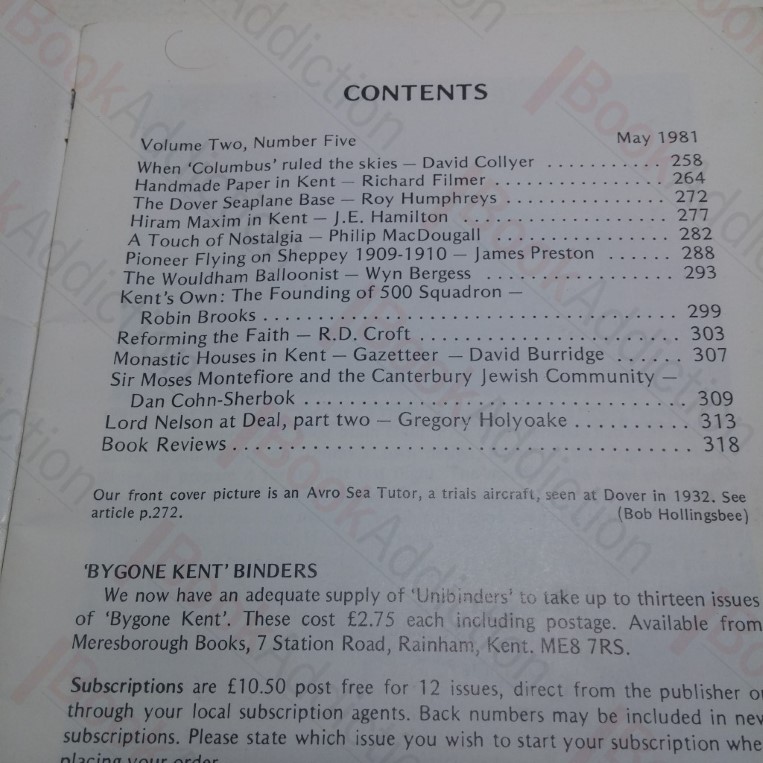 CONTENTS
Volume Two, Number Five May 1981
When 'Columbus' ruled the skies — David Collyer ........... 258
Handmade Paper in Kent — Richard Filmer ................ 264
The Dover Seaplane Base — Roy Humphreys ............... 272
Hiram Maxim in Kent — J.E. Hamilton ................... 277
A Touch of Nostalgia — Philip MacDougall ................ 282
Pioneer Flying on Sheppey 1909-1910 — James Preston ...... 288
The Wouldham Balloonist — Wyn Bergess ................ 293
Kent's Own: The Founding of 500 Squadron —
Robin Brooks ...................................... 299
Reforming the Faith — R.D. Croft ........................ 303
Monastic Houses in Kent — Gazetteer — David Burridge ...... 307
Sir Moses Montefiore and the Canterbury Jewish Community —
Dan Cohn-Sherbok ................................... 309
Lord Nelson at Deal, part two — Gregory Holyoake .......... 313
Book Reviews .......................................... 318
Our front cover picture is an Avro Sea Tutor, a trials aircraft, seen at Dover in 1932. See
article p.272. (Bob Hollingsbee)
'BYGONE KENT' BINDERS
We now have an adequate supply of 'Unibinders' to take up to thirteen issues
of 'Bygone Kent'. These cost £2.75 each including postage. Available from
Meresborough Books, 7 Station Road, Rainham, Kent. ME8 7RS.
Subscriptions are £10.50 post free for 12 issues, direct from the publisher or
through your local subscription agents. Back numbers may be included in new
subscriptions. Please state which issue you wish to start your subscription whe
placing your order